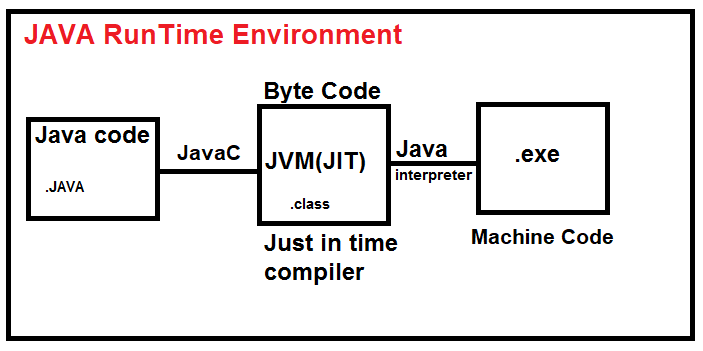 JAVA RunTime Environment
Java code
.JAVA
JavaC
Byte Code
JVM(JIT)
.class
Just in time
compiler
Java
interpreter
.exe
Machine Code